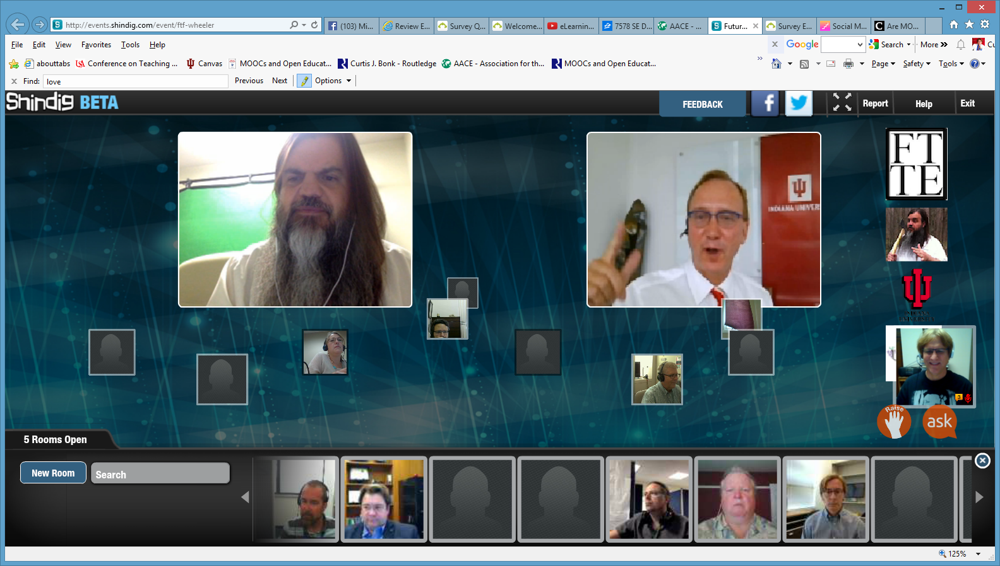 http://events.shindig.com/event/ftf-wheeler
(103) Mi...
Review E...
Survey Q...
Welcome...
eLearnin...
7578 SE D...
AACE - ...
Futur...
Survey E...
Social M...
Are MO...
File Edit View Favorites Tools Help
Google
Search
More
Cu
abouttabs
Conference on Teaching ...
Canvas
MOOCs and Open Educat...
Curtis J. Bonk - Routledge
AACE - Association for th...
MOOCs and Open Educat...
Page
Safety
Tools
Find: love
Previous Next
Options
Shindig BETA
FEEDBACK
Report
Help
Exit
INDIANA UNIVERS
FT
TE
3
Raise
ask
5 Rooms Open
New Room
Search
125%